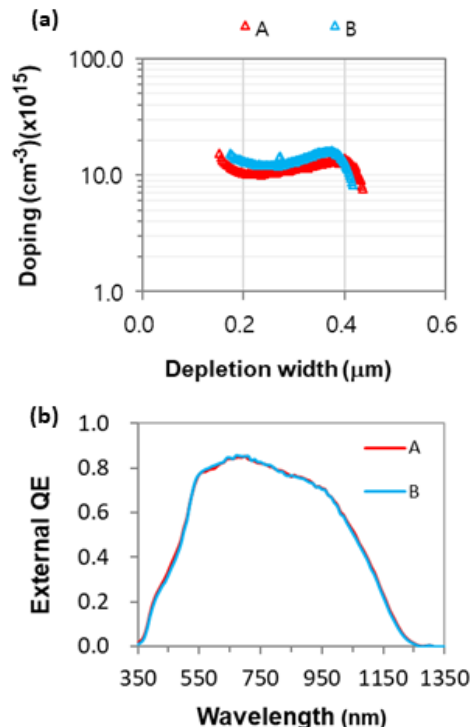 (a)
A B
100.0
10.0
1.0
0.0 0.2 0.4 0.6
Doping (cm⁻³)(x10¹⁵)
Depletion width (μm)
(b)
1.0
0.8
0.6
0.4
0.2
0.0
A
B
350 550 750 950 1150 1350
External QE
Wavelength (nm)